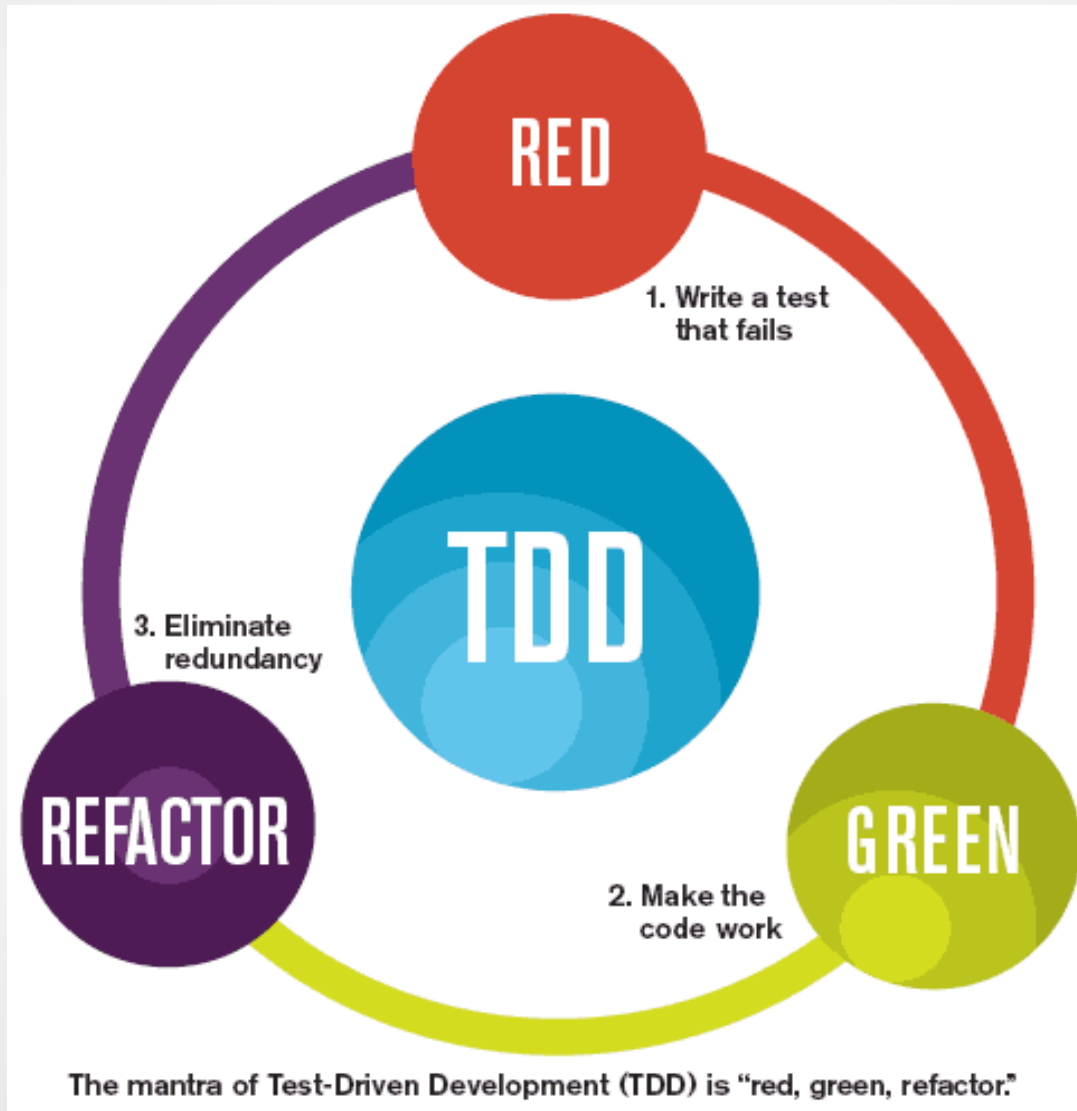 RED
1. Write a test
that fails
TDD
3. Eliminate
redundancy
REFACTOR
GREEN
2. Make the
code work
The mantra of Test-Driven Development (TDD) is “red, green, refactor.”